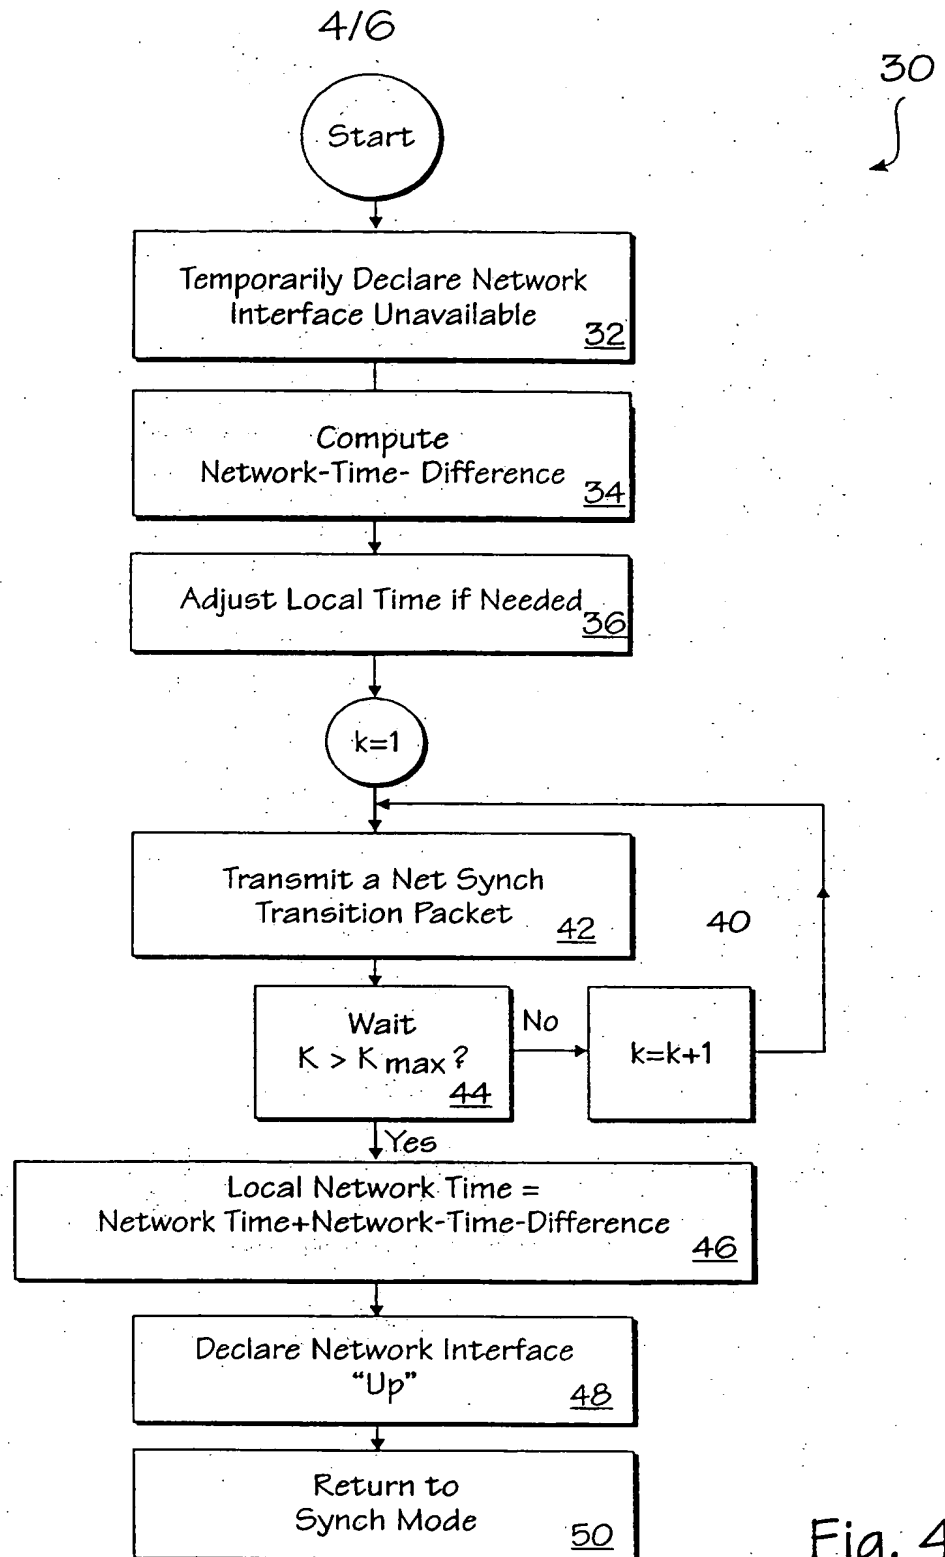 4/6
30
Start
Temporarily Declare Network
Interface Unavailable
32
Compute
Network-Time- Difference
34
Adjust Local Time if Needed
36
k=1
Transmit a Net Synch
Transition Packet
42
40
Wait
K > Kmax?
44
No
k=k+1
Yes
Local Network Time =
Network Time+Network-Time-Difference
46
Declare Network Interface
“Up”
48
Return to
Synch Mode
50
Fig. 4